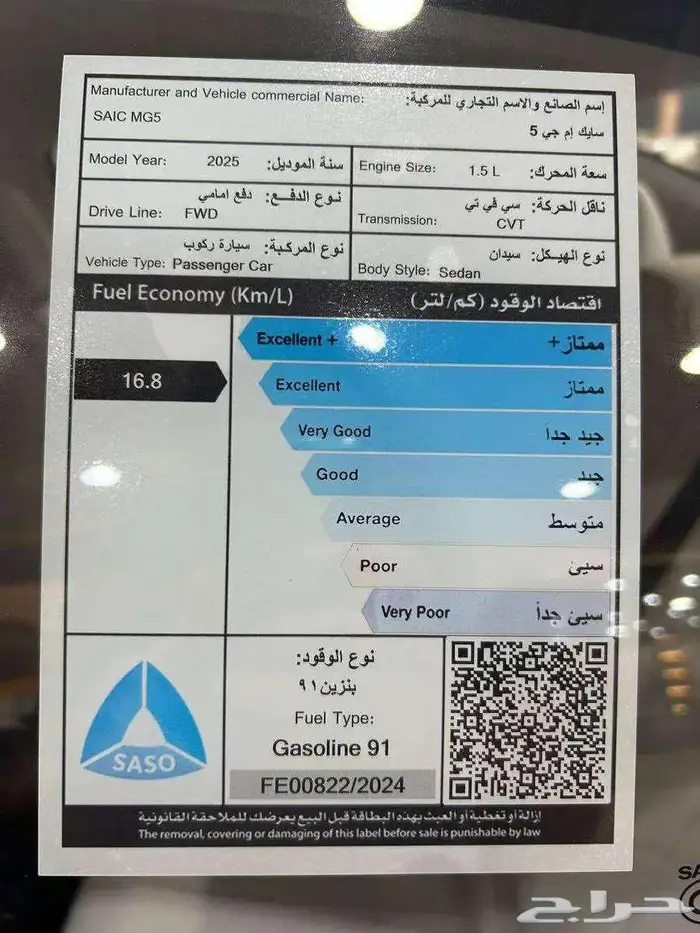 Manufacturer and Vehicle commercial Name: إسم الصانع والاسم التجاري للمركبة:
SAIC MG5 سايك إم جي 5
Model Year: 2025 سنة الموديل:
Engine Size: 1.5 L سعة المحرك:
نوع الدفع: دفع امامي
Drive Line: FWD
ناقل الحركة: سي في تي
Transmission: CVT
نوع المركبة: سيارة ركوب
Vehicle Type: Passenger Car
نوع الهيكل: سيدان
Body Style: Sedan
Fuel Economy (Km/L) اقتصاد الوقود (كم/لتر)
Excellent + ممتاز+
16.8
Excellent ممتاز
Very Good جيد جداً
Good جيد
Average متوسط
Poor سيئ
Very Poor سيئ جداً
SASO
نوع الوقود:
بنزين ٩١
Fuel Type:
Gasoline 91
FE00822/2024
إزالة أو تغطية أو العبث بهذه البطاقة قبل البيع يعرضك للملاحقة القانونية
The removal, covering or damaging of this label before sale is punishable by law
SA
حراج